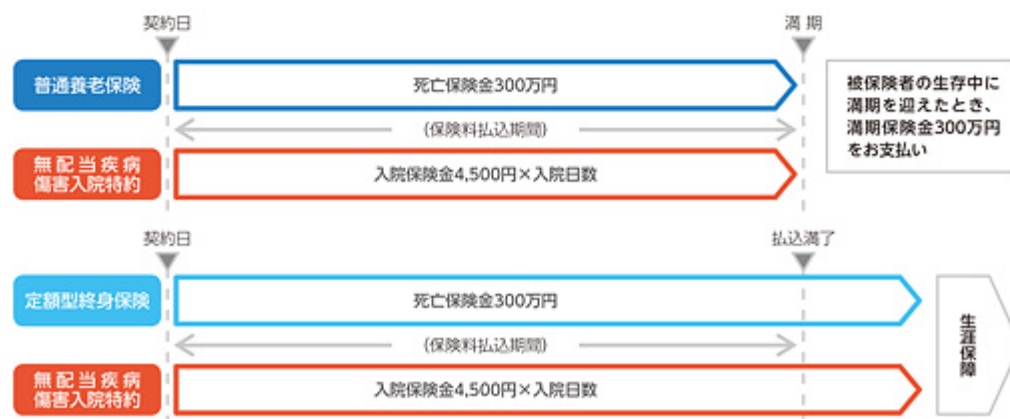 契約日
満期
普通養老保険
死亡保険金300万円
(保険料払込期間)
無配当疾病
傷害入院特約
入院保険金4,500円×入院日数
被保険者の生存中に
満期を迎えたとき、
満期保険金300万円
をお支払い
契約日
払込満了
定額型終身保険
死亡保険金300万円
(保険料払込期間)
無配当疾病
傷害入院特約
入院保険金4,500円×入院日数
生涯保障